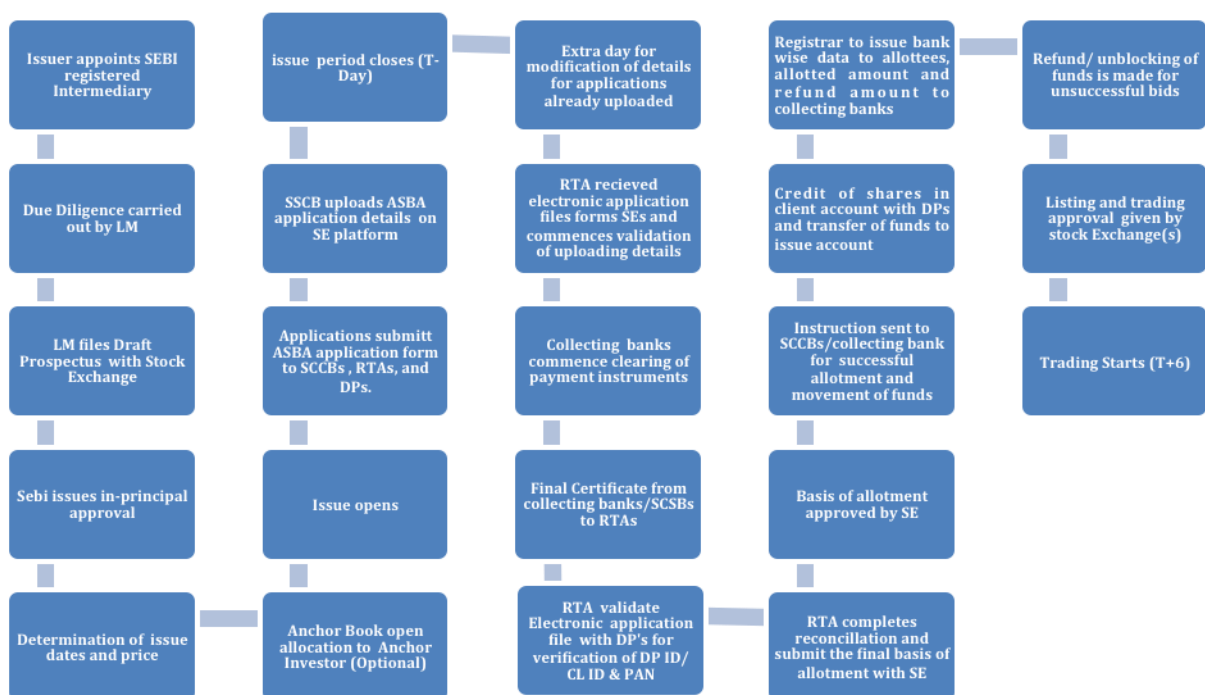 Issuer appoints SEBI
registered
Intermediary
Due Diligence carried
out by LM
LM files Draft
Prospectus with Stock
Exchange
Sebi issues in-principal
approval
Determination of issue
dates and price
Anchor Book open
allocation to Anchor
Investor (Optional)
Issue opens
Applications submitt
ASBA application form
to SCCBs , RTAs, and
DPs.
SSCB uploads ASBA
application details on
SE platform
issue period closes (T-
Day)
Extra day for
modification of details
for applications
already uploaded
RTA recieved
electronic application
files forms SEs and
commences validation
of uploading details
Collecting banks
commence clearing of
payment instruments
Final Certificate from
collecting banks/SCSBs
to RTAs
RTA validate
Electronic application
file with DP's for
verification of DP ID/
CL ID & PAN
RTA completes
reconcillation and
submit the final basis of
allotment with SE
Basis of allotment
approved by SE
Instruction sent to
SCCBs/collecting bank
for successful
allotment and
movement of funds
Credit of shares in
client account with DPs
and transfer of funds to
issue account
Registrar to issue bank
wise data to allottees,
allotted amount and
refund amount to
collecting banks
Refund/ unblocking of
funds is made for
unsuccessful bids
Listing and trading
approval given by
stock Exchange(s)
Trading Starts (T+6)